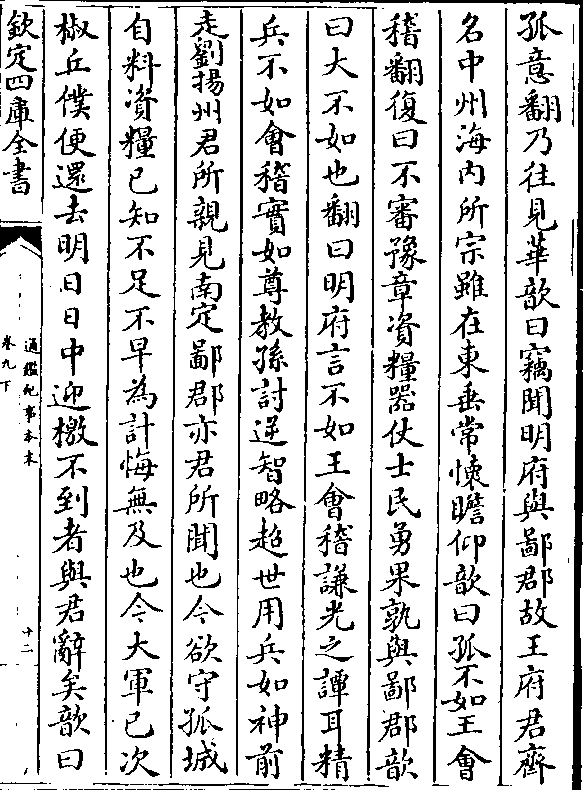 孤意翻乃往見華歆曰竊聞明府與鄙郡故王府君齊
名中州海内所宗雖在東垂常懷瞻仰歆曰孤不如王會
稽翻復曰不審豫章資糧器仗士民勇果孰與鄙郡歆
曰大不如也翻曰明府言不如王會稽謙光之譚耳精
兵不如會稽實如尊教孫討逆智略超世用兵如神前
走劉揚州君所親見南定鄙郡亦君所聞也今欲守孤城
自料資糧已知不足不早為計悔無及也今大軍已次
椒丘僕便還去明日日中迎檄不到者與君辭矣歆曰
欽定四庫全書
通鑑紀事本末
卷九下
十二